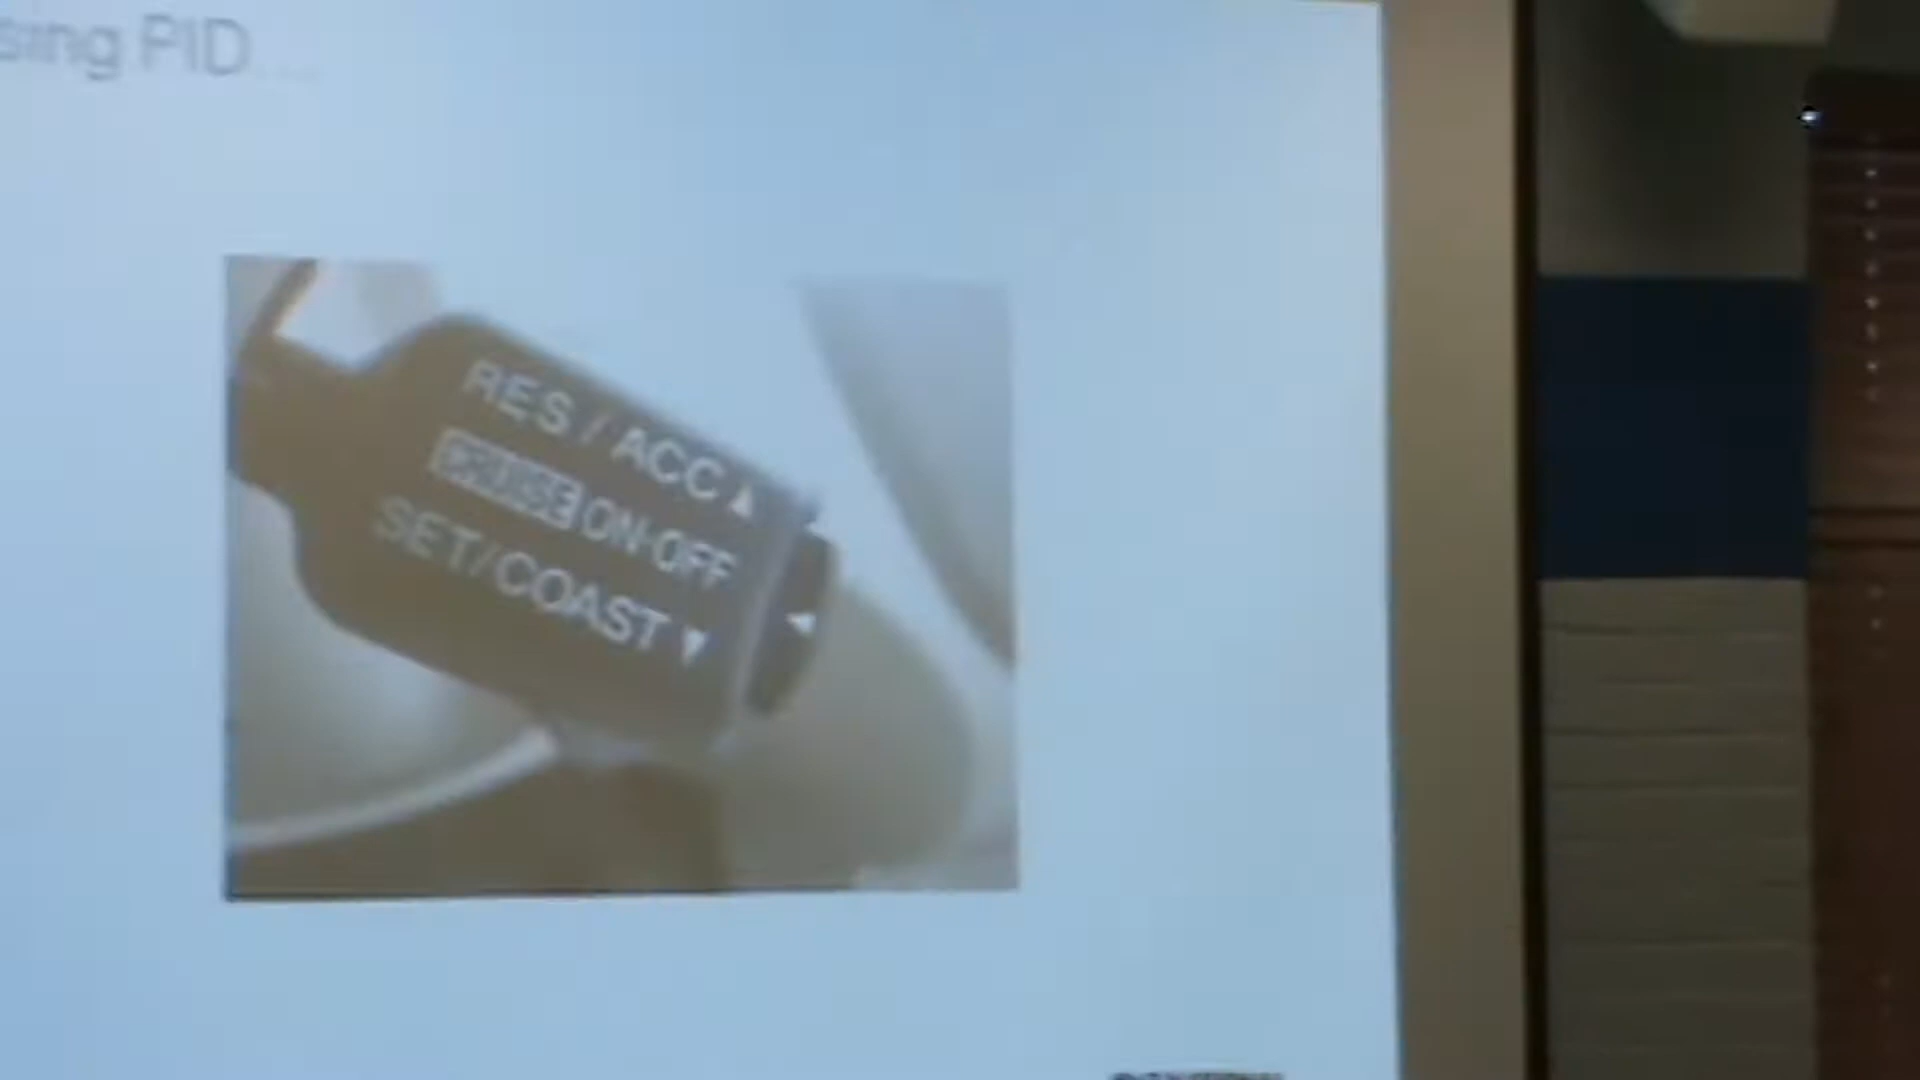 sing PID....
RES / ACC ▲
CRUISE ON-OFF
SET/COAST ▼